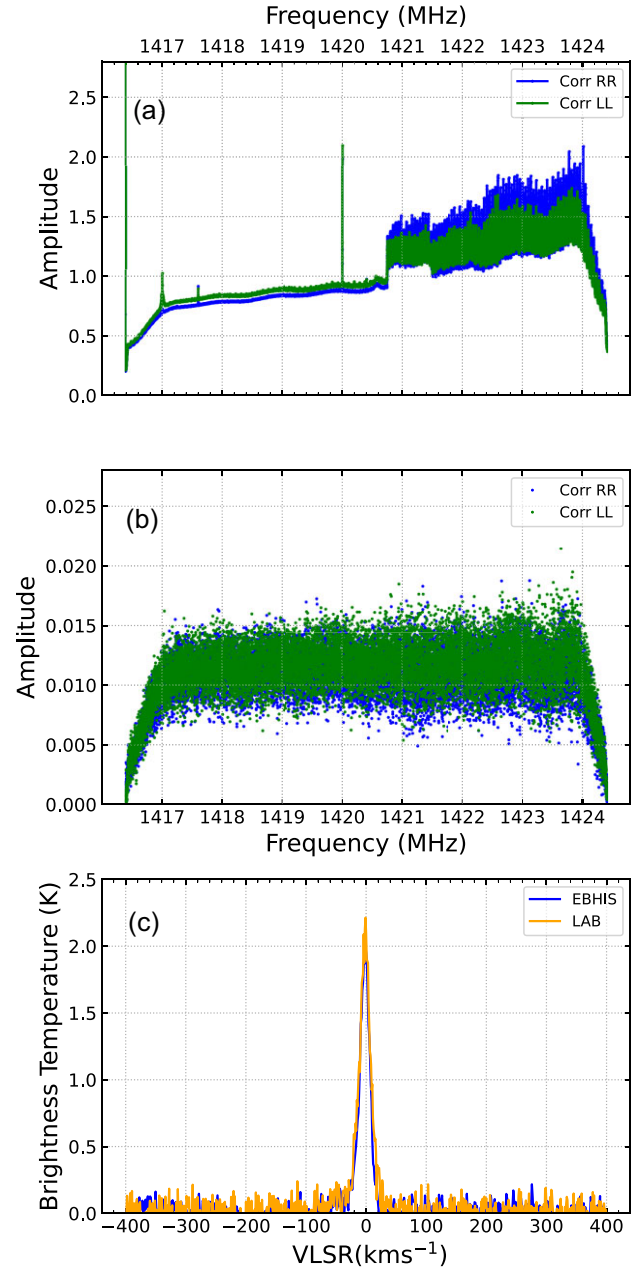 Frequency (MHz)
1417 1418 1419 1420 1421 1422 1423 1424
(a)
Corr RR
Corr LL
2.5
2.0
1.5
1.0
0.5
0.0
Amplitude
(b)
Corr RR
Corr LL
0.025
0.020
0.015
0.010
0.005
0.000
Amplitude
1417 1418 1419 1420 1421 1422 1423 1424
Frequency (MHz)
(c)
EBHIS
LAB
2.5
2.0
1.5
1.0
0.5
0.0
Brightness Temperature (K)
−400 −300 −200 −100 0 100 200 300 400
VLSR(kms⁻¹)